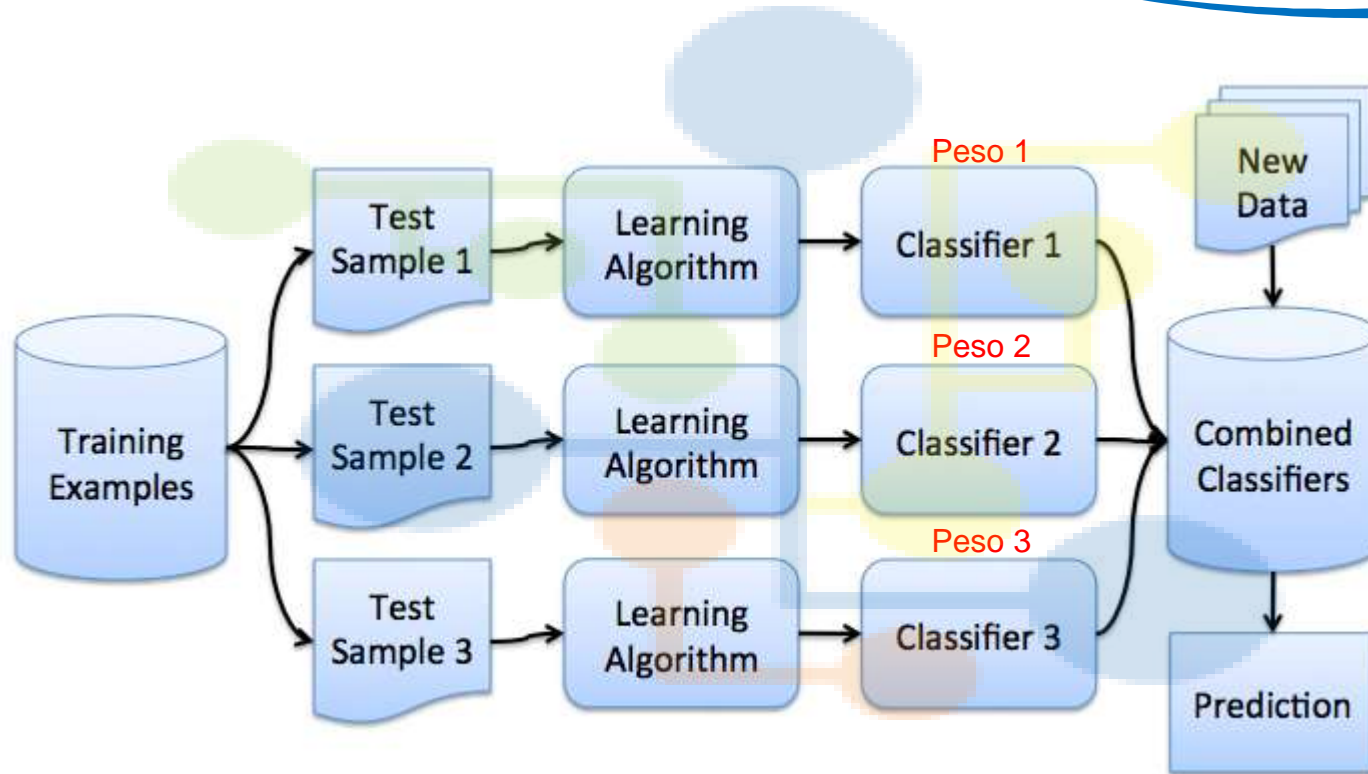 Peso 1
New
Data
Test
Sample 1
Learning
Algorithm
Classifier 1
Peso 2
Training
Examples
Test
Sample 2
Learning
Algorithm
Classifier 2
Combined
Classifiers
Peso 3
Test
Sample 3
Learning
Algorithm
Classifier 3
Prediction